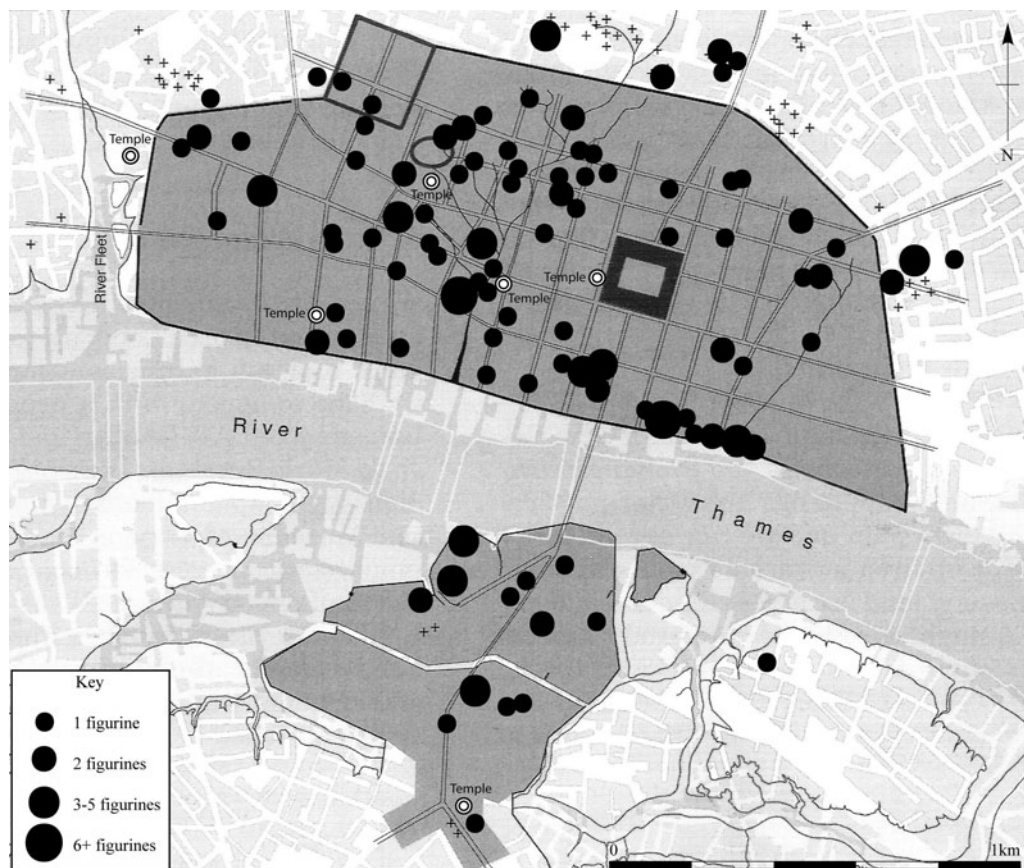 N
Temple
Temple
River Fleet
Temple
Temple
Temple
River
Thames
Temple
Key
1 figurine
2 figurines
3-5 figurines
6+ figurines
0
1km